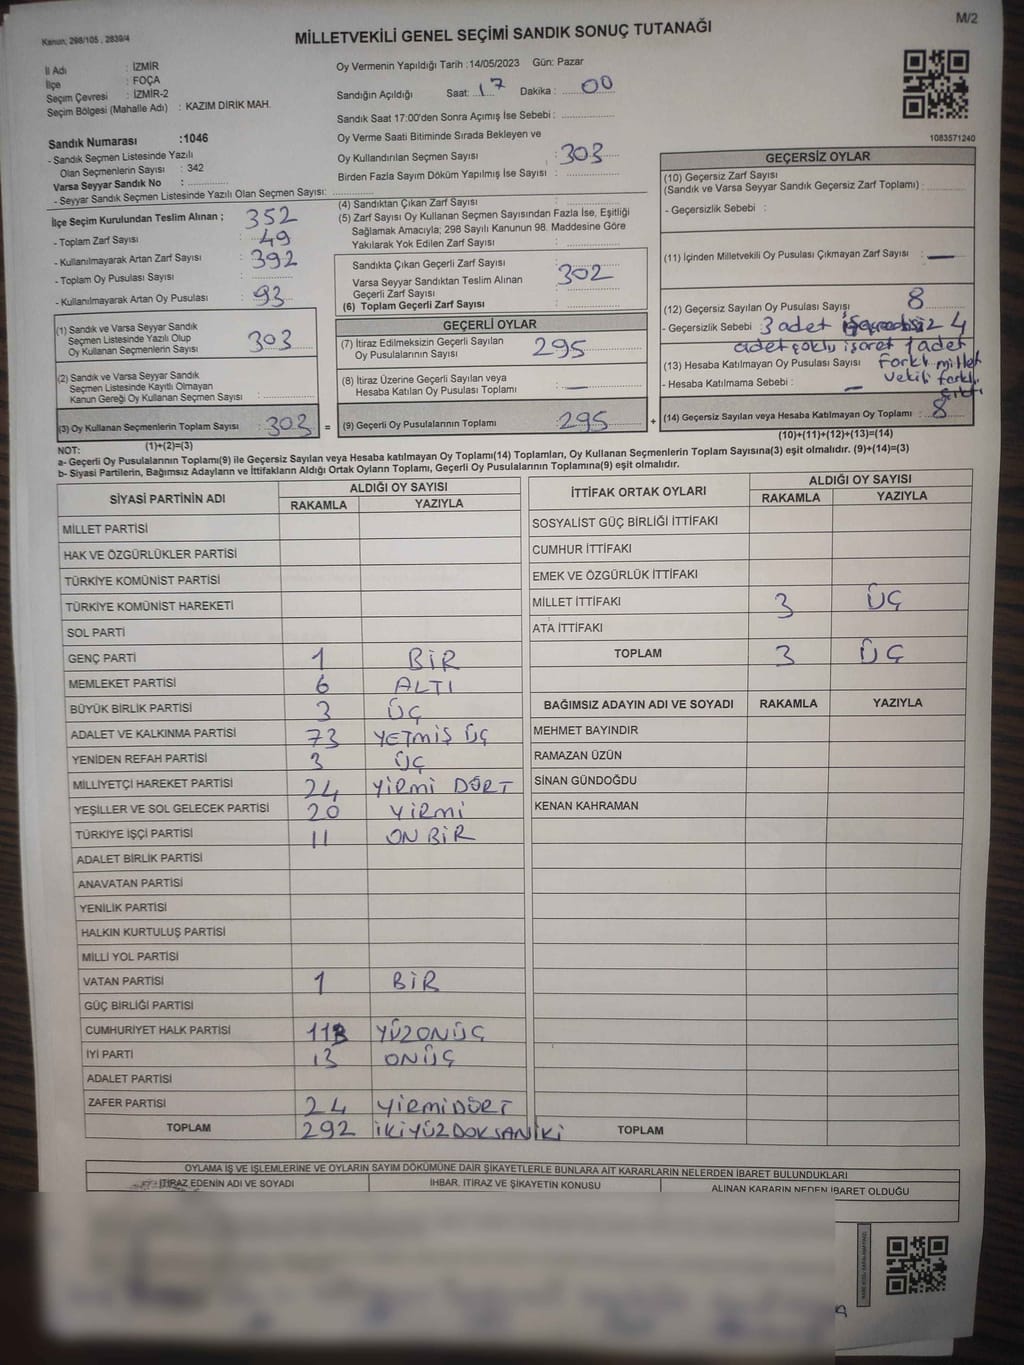 M/2
Kanun, 298/105 , 2839/4
MİLLETVEKİLİ GENEL SEÇİMİ SANDIK SONUÇ TUTANAĞI
İl Adı : İZMİR
İlçe : FOÇA
Seçim Çevresi : İZMİR-2
Seçim Bölgesi (Mahalle Adı) : KAZIM DİRİK MAH.
Sandık Numarası :1046
- Sandık Seçmen Listesinde Yazılı
Olan Seçmenlerin Sayısı : 342
Varsa Seyyar Sandık No :
- Seyyar Sandık Seçmen Listesinde Yazılı Olan Seçmen Sayısı:
İlçe Seçim Kurulundan Teslim Alınan ; 352
- Toplam Zarf Sayısı : 49
- Kullanılmayarak Artan Zarf Sayısı : 392
- Toplam Oy Pusulası Sayısı :
- Kullanılmayarak Artan Oy Pusulası : 93
(1) Sandık ve Varsa Seyyar Sandık
Seçmen Listesinde Yazılı Olup
Oy Kullanan Seçmenlerin Sayısı : 303
(2) Sandık ve Varsa Seyyar Sandık
Seçmen Listesinde Kayıtlı Olmayan
Kanun Gereği Oy Kullanan Seçmen Sayısı :
(3) Oy Kullanan Seçmenlerin Toplam Sayısı : 303 =
(1)+(2)=(3)
Oy Vermenin Yapıldığı Tarih :14/05/2023 Gün: Pazar
Sandığın Açıldığı Saat: 17 Dakika : 00
Sandık Saat 17:00'den Sonra Açımış İse Sebebi :
Oy Verme Saati Bitiminde Sırada Bekleyen ve
Oy Kullandırılan Seçmen Sayısı : 303
Birden Fazla Sayım Döküm Yapılmış İse Sayısı :
(4) Sandıktan Çıkan Zarf Sayısı :
(5) Zarf Sayısı Oy Kullanan Seçmen Sayısından Fazla İse, Eşitliği
Sağlamak Amacıyla; 298 Sayılı Kanunun 98. Maddesine Göre
Yakılarak Yok Edilen Zarf Sayısı :
Sandıkta Çıkan Geçerli Zarf Sayısı :
Varsa Seyyar Sandıktan Teslim Alınan
Geçerli Zarf Sayısı : 302
(6) Toplam Geçerli Zarf Sayısı :
GEÇERLİ OYLAR
(7) İtiraz Edilmeksizin Geçerli Sayılan
Oy Pusulalarının Sayısı : 295
(8) İtiraz Üzerine Geçerli Sayılan veya
Hesaba Katılan Oy Pusulası Toplamı : —
(9) Geçerli Oy Pusulalarının Toplamı : 295 +
1083571240
GEÇERSİZ OYLAR
(10) Geçersiz Zarf Sayısı
(Sandık ve Varsa Seyyar Sandık Geçersiz Zarf Toplamı) :
- Geçersizlik Sebebi :
(11) İçinden Milletvekili Oy Pusulası Çıkmayan Zarf Sayısı : —
(12) Geçersiz Sayılan Oy Pusulası Sayısı 8
- Geçersizlik Sebebi 3 adet 4
adet çoklu işaret 1 adet
(13) Hesaba Katılmayan Oy Pusulası Sayısı farklı millet
- Hesaba Katılmama Sebebi : — vekili farklı
(14) Geçersiz Sayılan veya Hesaba Katılmayan Oy Toplamı : 8
(10)+(11)+(12)+(13)=(14)
NOT:
a- Geçerli Oy Pusulasının Toplamı(9) ile Geçersiz Sayılan veya Hesaba katılmayan Oy Toplamı(14) Toplamları, Oy Kullanan Seçmenlerin Toplam Sayısına(3) eşit olmalıdır. (9)+(14)=(3)
b- Siyasi Partilerin, Bağımsız Adayların ve İttifakların Aldığı Ortak Oyların Toplamı, Geçerli Oy Pusulasının Toplamına(9) eşit olmalıdır.
SİYASİ PARTİNİN ADI ALDIĞI OY SAYISI
RAKAMLA YAZIYLA
MİLLET PARTİSİ
HAK VE ÖZGÜRLÜKLER PARTİSİ
TÜRKİYE KOMÜNİST PARTİSİ
TÜRKİYE KOMÜNİST HAREKETİ
SOL PARTİ
GENÇ PARTİ 1 BİR
MEMLEKET PARTİSİ 6 ALTI
BÜYÜK BİRLİK PARTİSİ 3 ÜÇ
ADALET VE KALKINMA PARTİSİ 73 YETMİŞ ÜÇ
YENİDEN REFAH PARTİSİ 3 ÜÇ
MİLLİYETÇİ HAREKET PARTİSİ 24 YİRMİ DÖRT
YEŞİLLER VE SOL GELECEK PARTİSİ 20 YİRMİ
TÜRKİYE İŞÇİ PARTİSİ 11 ON BİR
ADALET BİRLİK PARTİSİ
ANAVATAN PARTİSİ
YENİLİK PARTİSİ
HALKIN KURTULUŞ PARTİSİ
MİLLİ YOL PARTİSİ
VATAN PARTİSİ 1 BİR
GÜÇ BİRLİĞİ PARTİSİ
CUMHURİYET HALK PARTİSİ 113 YÜZONÜÇ
İYİ PARTİ 13 ONÜÇ
ADALET PARTİSİ
ZAFER PARTİSİ 24 YİRMİDÖRT
TOPLAM 292 İKİYÜZDOKSANİKİ
İTTİFAK ORTAK OYLARI ALDIĞI OY SAYISI
RAKAMLA YAZIYLA
SOSYALİST GÜÇ BİRLİĞİ İTTİFAKI
CUMHUR İTTİFAKI
EMEK VE ÖZGÜRLÜK İTTİFAKI
MİLLET İTTİFAKI 3 ÜÇ
ATA İTTİFAKI
TOPLAM 3 ÜÇ
BAĞIMSIZ ADAYIN ADI VE SOYADI RAKAMLA YAZIYLA
MEHMET BAYINDIR
RAMAZAN ÜZÜN
SİNAN GÜNDOĞDU
KENAN KAHRAMAN
TOPLAM
OYLAMA İŞ VE İŞLEMLERİNE VE OYLARIN SAYIM DÖKÜMÜNE DAİR ŞİKAYETLERLE BUNLARA AİT KARARLARIN NELERDEN İBARET BULUNDUKLARI
İTİRAZ EDENİN ADI VE SOYADI İHBAR, İTİRAZ VE ŞİKAYETİN KONUSU ALINAN KARARIN NEDEN İBARET OLDUĞU